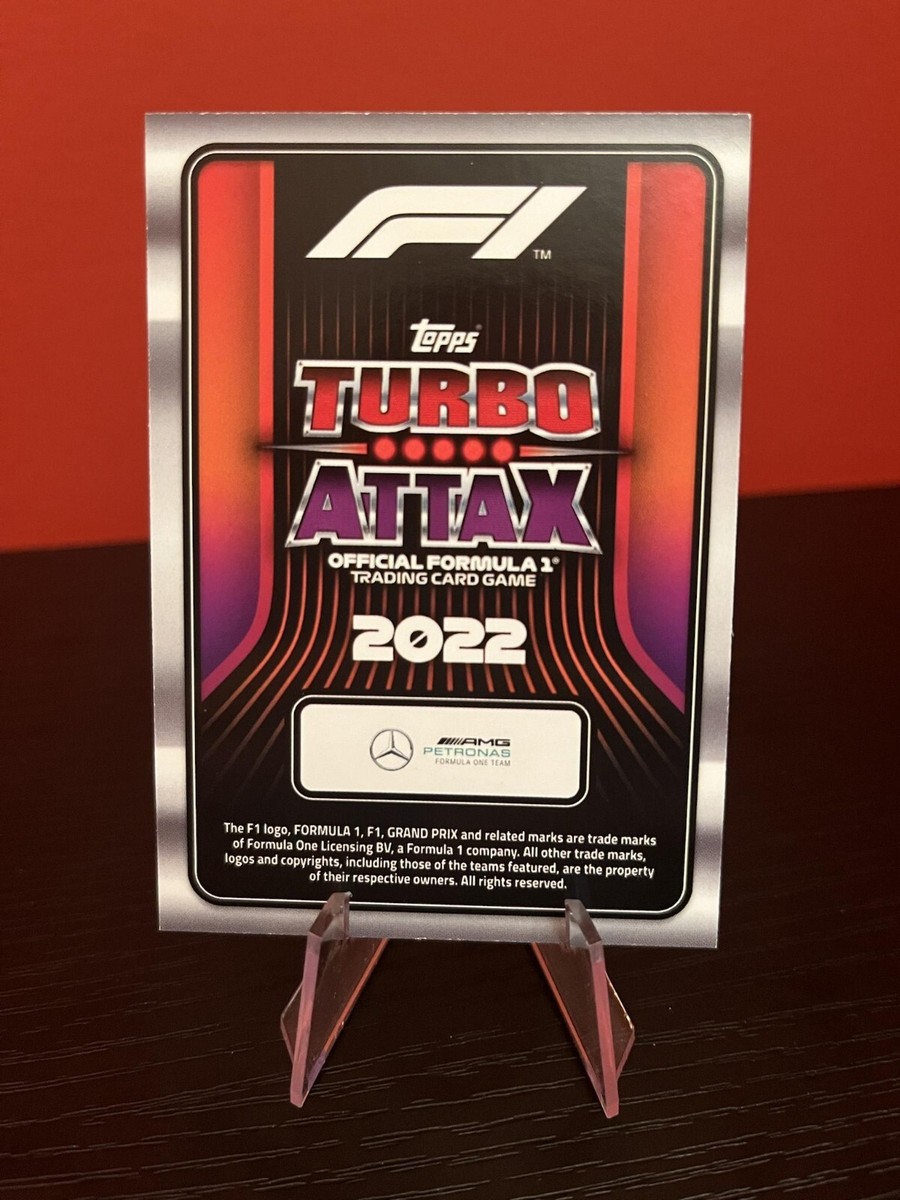 F1
TM
topps®
TURBO
ATTAX
OFFICIAL FORMULA 1®
TRADING CARD GAME
2022
AMG
PETRONAS
FORMULA ONE TEAM
The F1 logo, FORMULA 1, F1, GRAND PRIX and related marks are trade marks
of Formula One Licensing BV, a Formula 1 company. All other trade marks,
logos and copyrights, including those of the teams featured, are the property
of their respective owners. All rights reserved.